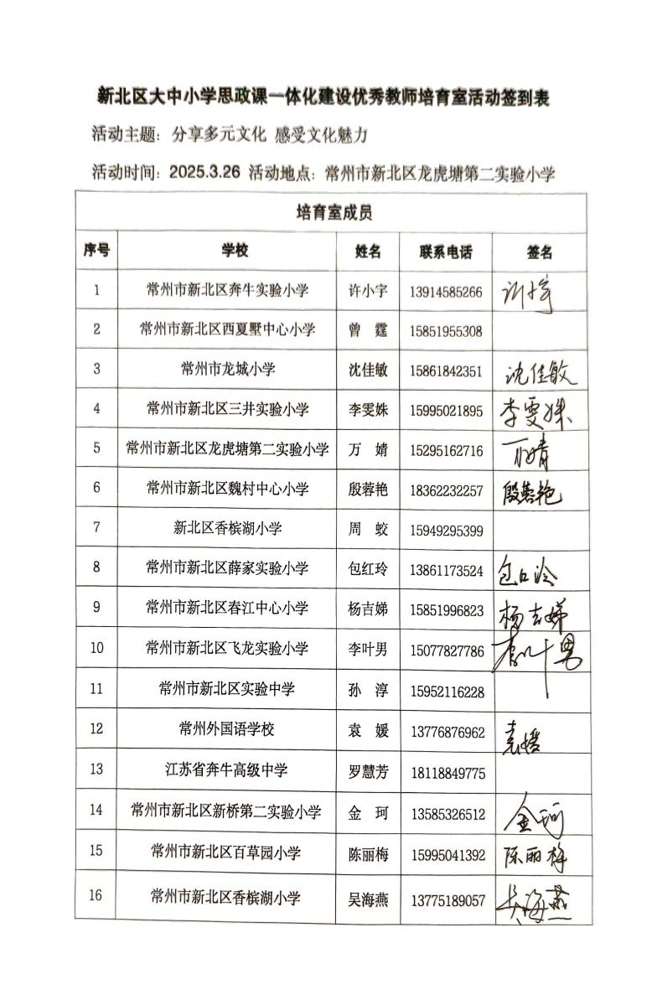 新北区大中小学思政课一体化建设优秀教师培育室活动签到表
活动主题：分享多元文化 感受文化魅力
活动时间：2025.3.26 活动地点：常州市新北区龙虎塘第二实验小学
培育室成员
序号 学校 姓名 联系电话 签名
1 常州市新北区奔牛实验小学 许小宇 13914585266 许小宇
2 常州市新北区西夏墅中心小学 曾霆 15851955308
3 常州市龙城小学 沈佳敏 15861842351 沈佳敏
4 常州市新北区三井实验小学 李雯姝 15995021895 李雯姝
5 常州市新北区龙虎塘第二实验小学 万婧 15295162716 万婧
6 常州市新北区魏村中心小学 殷蓉艳 18362232257 殷蓉艳
7 新北区香槟湖小学 周蛟 15949295399
8 常州市新北区薛家实验小学 包红玲 13861173524
9 常州市新北区春江中心小学 杨吉娣 15851996823 杨吉娣
10 常州市新北区飞龙实验小学 李叶男 15077827786 李叶男
11 常州市新北区实验中学 孙淳 15952116228
12 常州外国语学校 袁媛 13776876962 袁媛
13 江苏省奔牛高级中学 罗慧芳 18118849775
14 常州市新北区新桥第二实验小学 金珂 13585326512 金珂
15 常州市新北区百草园小学 陈丽梅 15995041392 陈丽梅
16 常州市新北区香槟湖小学 吴海燕 13775189057 吴海燕